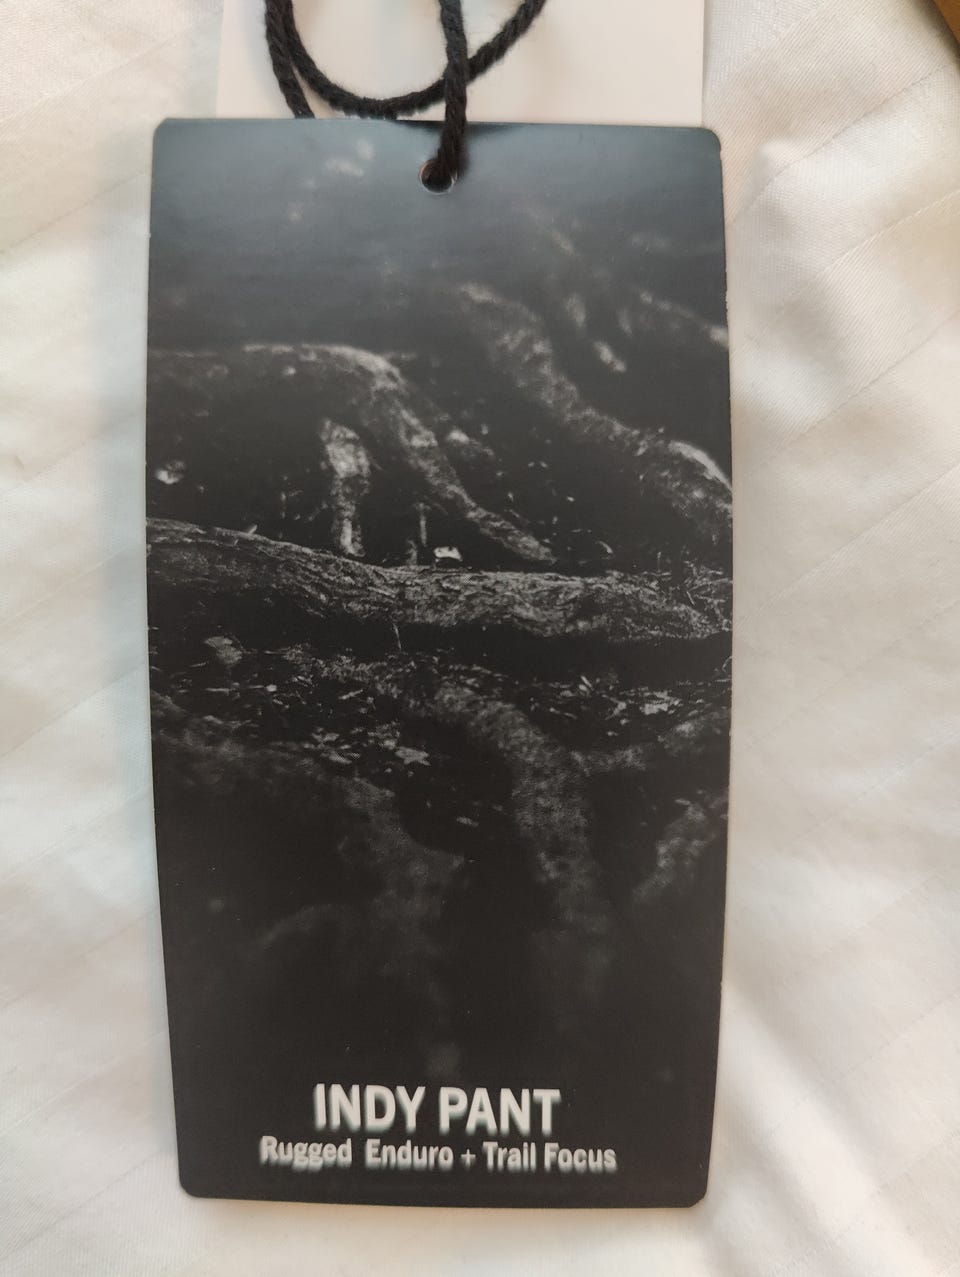 INDY PANT
Rugged Enduro + Trail Focus